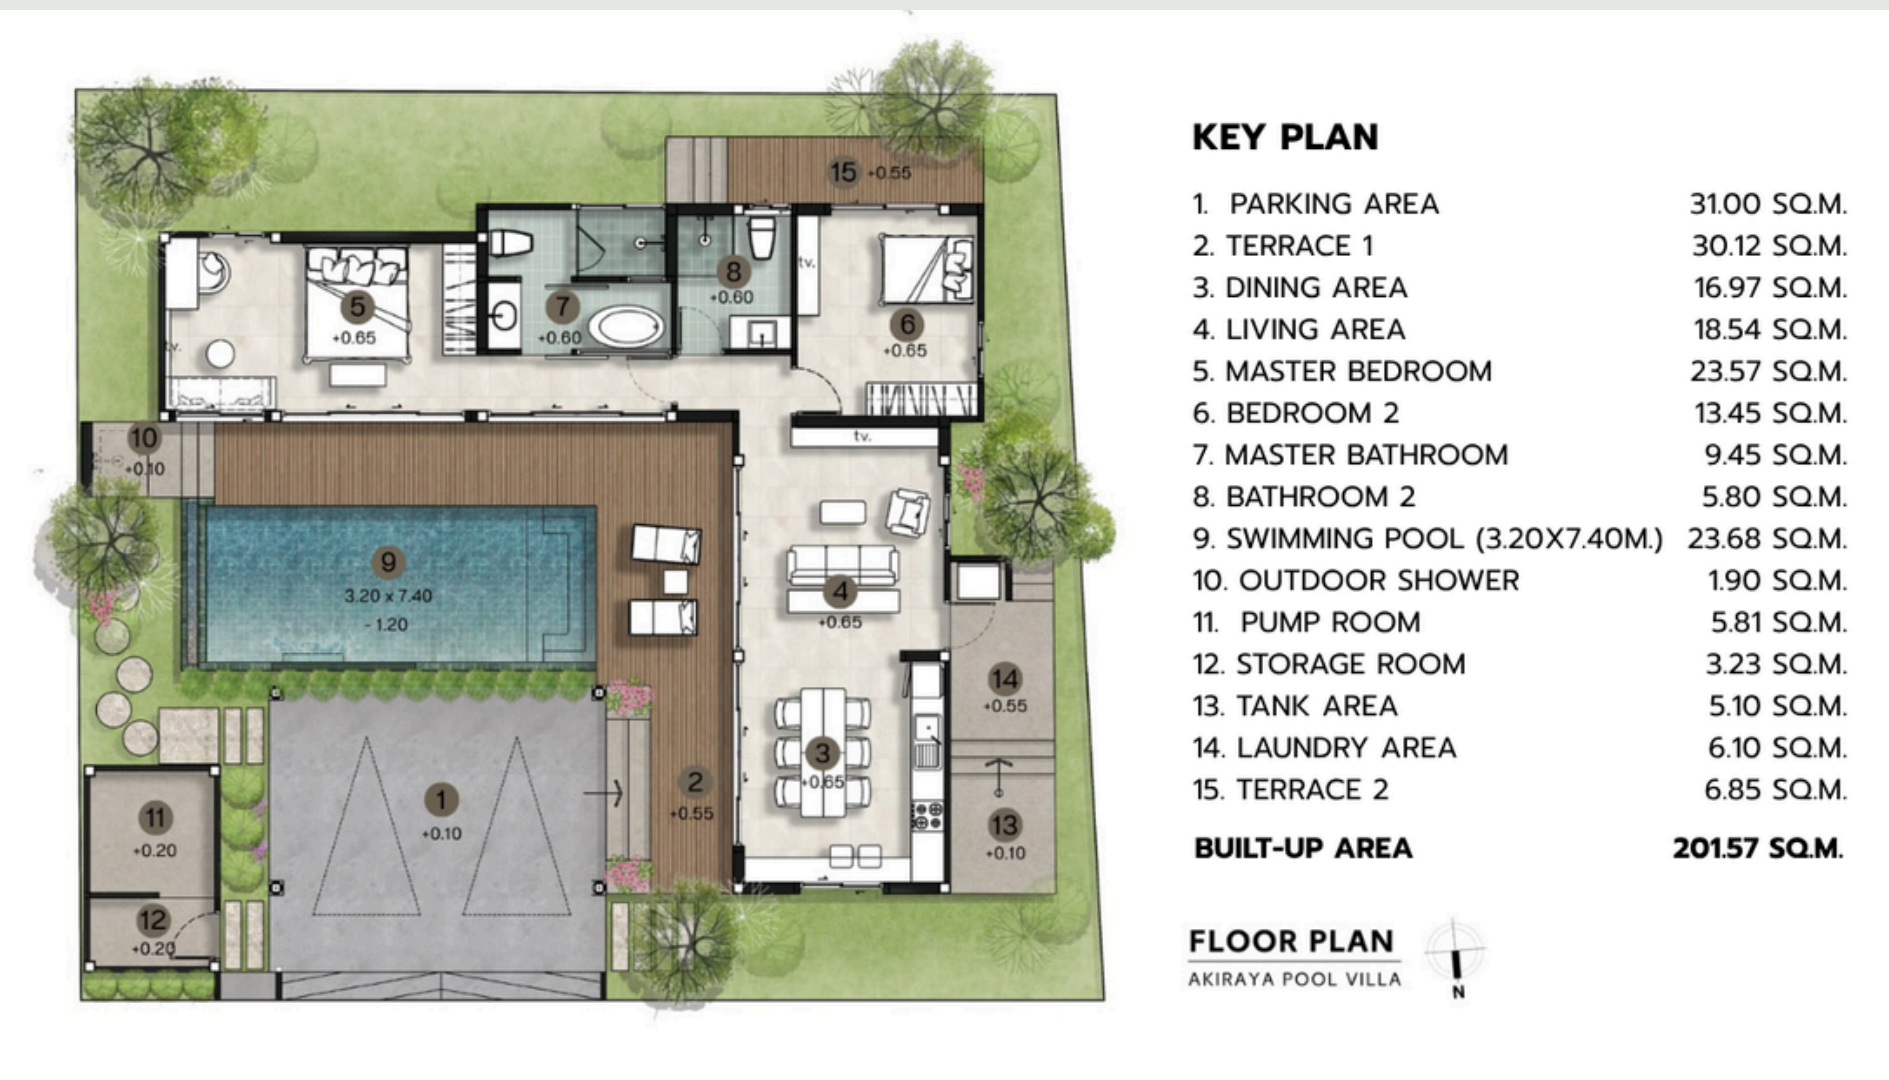 15 +0.55
8
+0.60
tv.
5
+0.65
7
+0.60
6
+0.65
tv.
10
+0.10
tv.
9
3.20 x 7.40
- 1.20
4
+0.65
14
+0.55
3
+0.65
2
+0.55
1
+0.10
11
+0.20
13
+0.10
12
+0.20
KEY PLAN
1. PARKING AREA 31.00 SQ.M.
2. TERRACE 1 30.12 SQ.M.
3. DINING AREA 16.97 SQ.M.
4. LIVING AREA 18.54 SQ.M.
5. MASTER BEDROOM 23.57 SQ.M.
6. BEDROOM 2 13.45 SQ.M.
7. MASTER BATHROOM 9.45 SQ.M.
8. BATHROOM 2 5.80 SQ.M.
9. SWIMMING POOL (3.20X7.40M.) 23.68 SQ.M.
10. OUTDOOR SHOWER 1.90 SQ.M.
11. PUMP ROOM 5.81 SQ.M.
12. STORAGE ROOM 3.23 SQ.M.
13. TANK AREA 5.10 SQ.M.
14. LAUNDRY AREA 6.10 SQ.M.
15. TERRACE 2 6.85 SQ.M.
BUILT-UP AREA 201.57 SQ.M.
FLOOR PLAN
AKIRAYA POOL VILLA
N